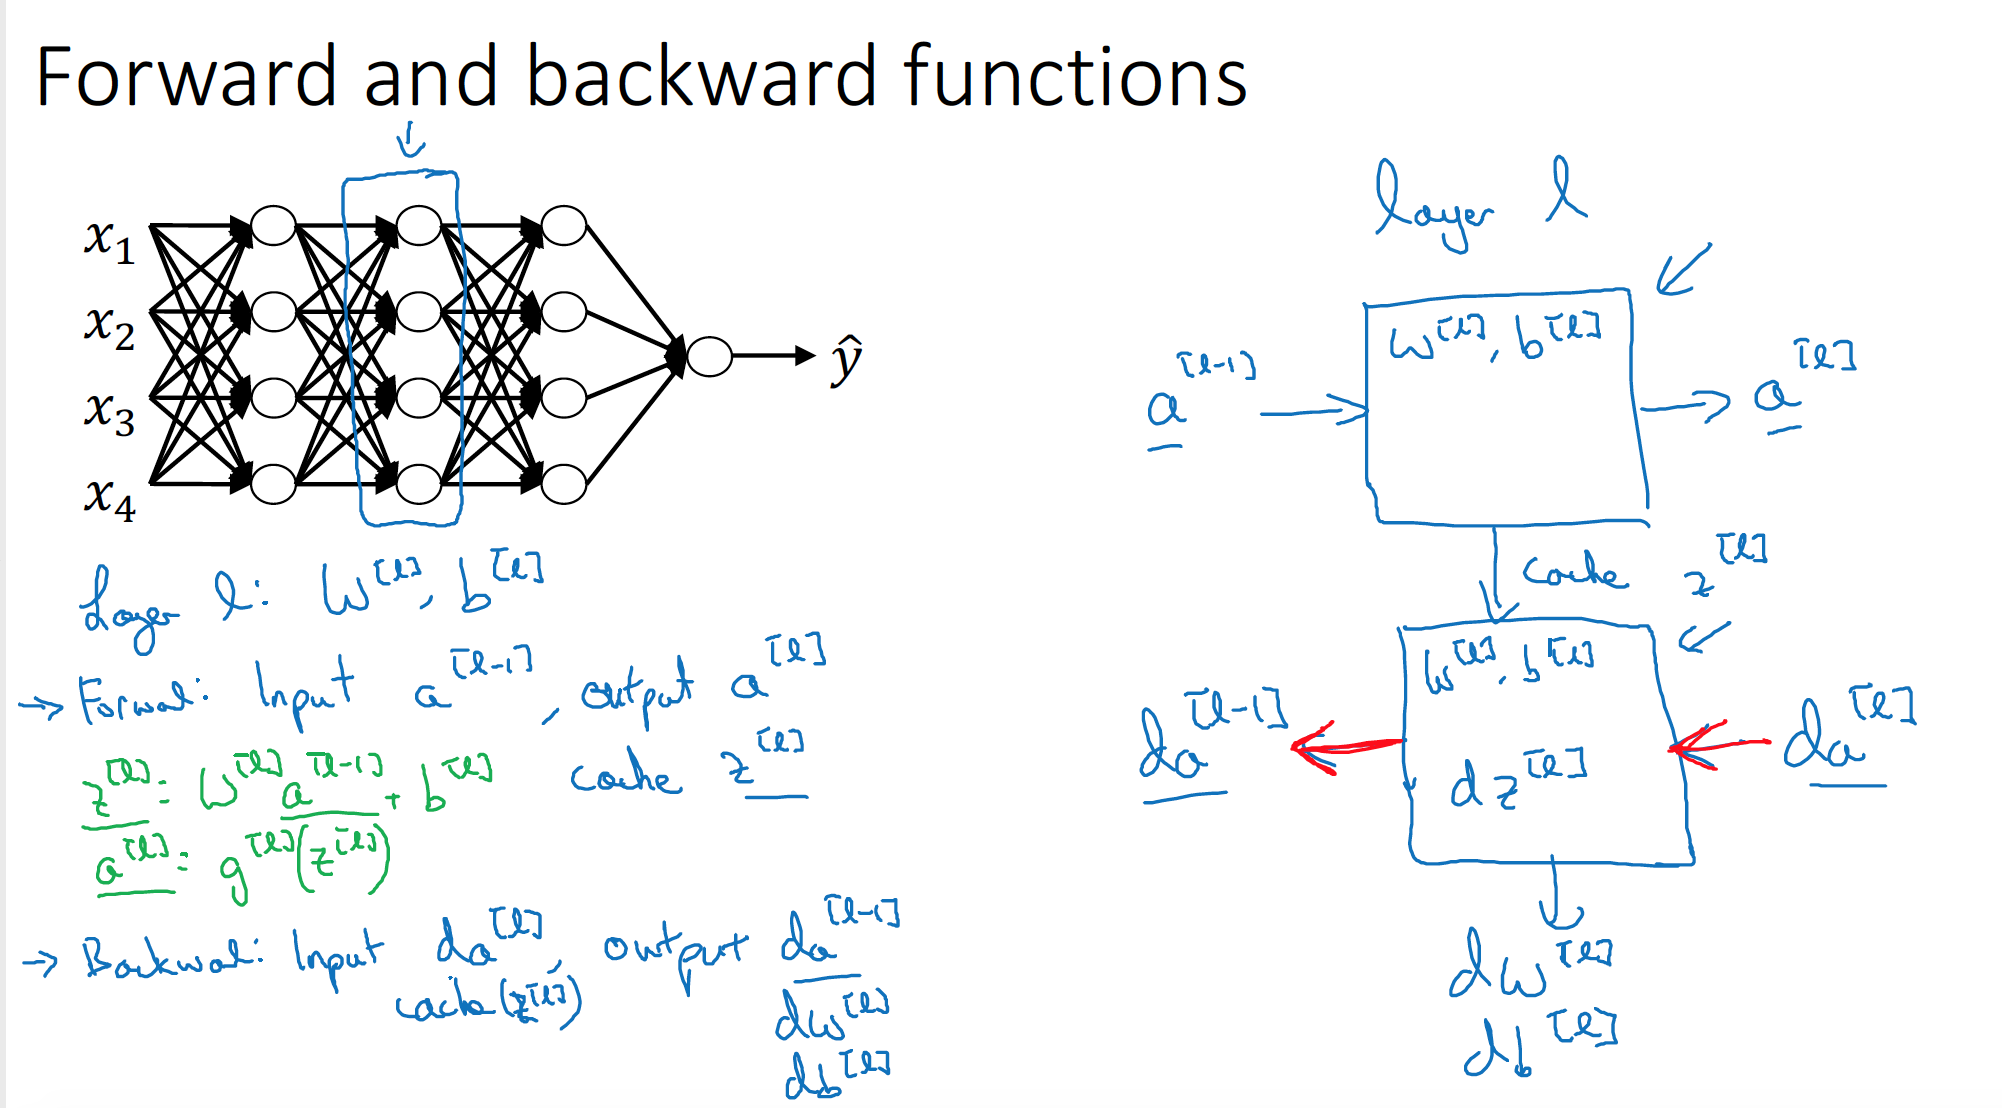 Forward and backward functions
x₁
x₂
x₃
x₄
ŷ
Layer l: W^[l], b^[l]
→ Forward: Input a^[l-1], output a^[l]
cache z^[l]
z^[l] = W^[l] a^[l-1] + b^[l]
a^[l] = g^[l](z^[l])
→ Backward: Input da^[l], output da^[l-1]
cache(z^[l])
dW^[l]
db^[l]
layer l
a^[l-1] → W^[l], b^[l] → a^[l]
cache z^[l]
W^[l], b^[l]
da^[l-1] ← dz^[l] ← da^[l]
dW^[l]
db^[l]